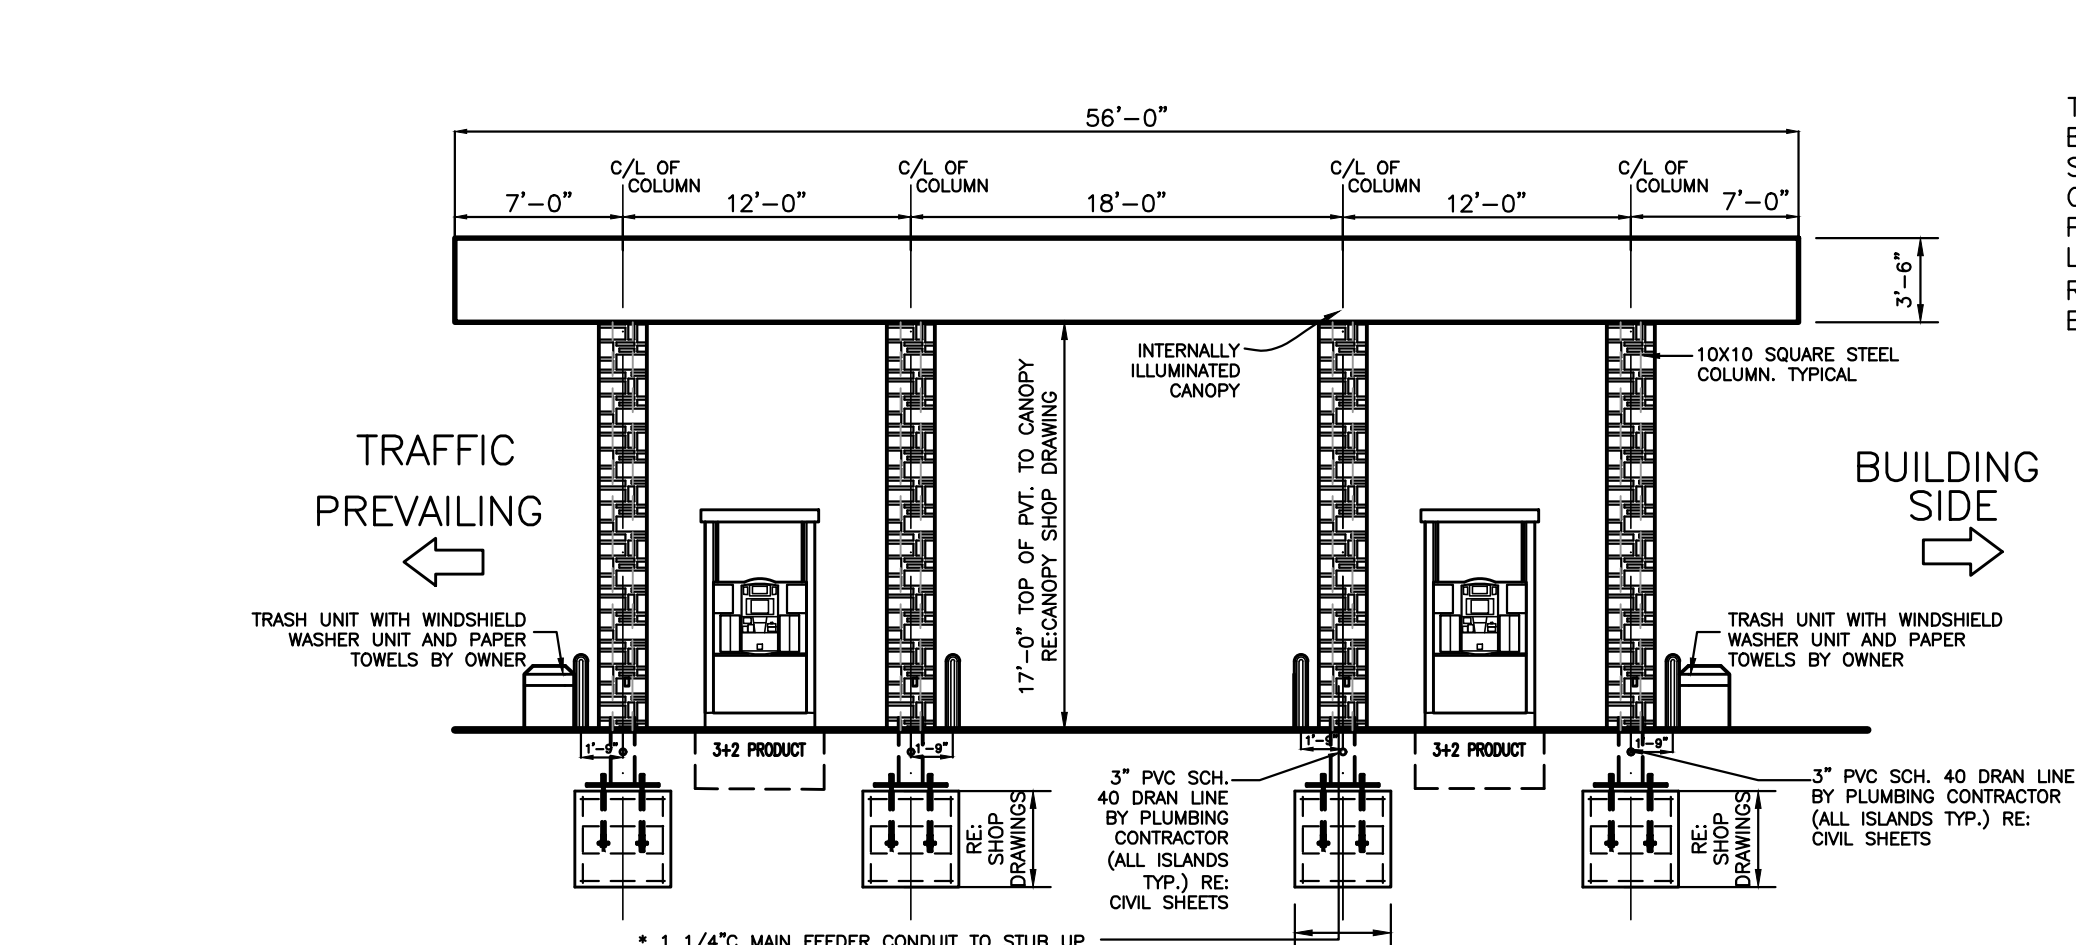 56'-0"
C/L OF
COLUMN
C/L OF
COLUMN
C/L OF
COLUMN
C/L OF
COLUMN
7'-0"
12'-0"
18'-0"
12'-0"
7'-0"
3'-6"
INTERNALLY
ILLUMINATED
CANOPY
10X10 SQUARE STEEL
COLUMN. TYPICAL
17'-0" TOP OF PVT. TO CANOPY
RE:CANOPY SHOP DRAWING
TRAFFIC
PREVAILING
BUILDING
SIDE
TRASH UNIT WITH WINDSHIELD
WASHER UNIT AND PAPER
TOWELS BY OWNER
TRASH UNIT WITH WINDSHIELD
WASHER UNIT AND PAPER
TOWELS BY OWNER
1'-9"
3+2 PRODUCT
1'-9"
1'-9"
3+2 PRODUCT
1'-9"
3" PVC SCH.
40 DRAN LINE
BY PLUMBING
CONTRACTOR
(ALL ISLANDS
TYP.) RE:
CIVIL SHEETS
3" PVC SCH. 40 DRAN LINE
BY PLUMBING CONTRACTOR
(ALL ISLANDS TYP.) RE:
CIVIL SHEETS
RE:
SHOP
DRAWINGS
RE:
SHOP
DRAWINGS
* 1 1/4"C MAIN FEEDER CONDUIT TO STUB UP